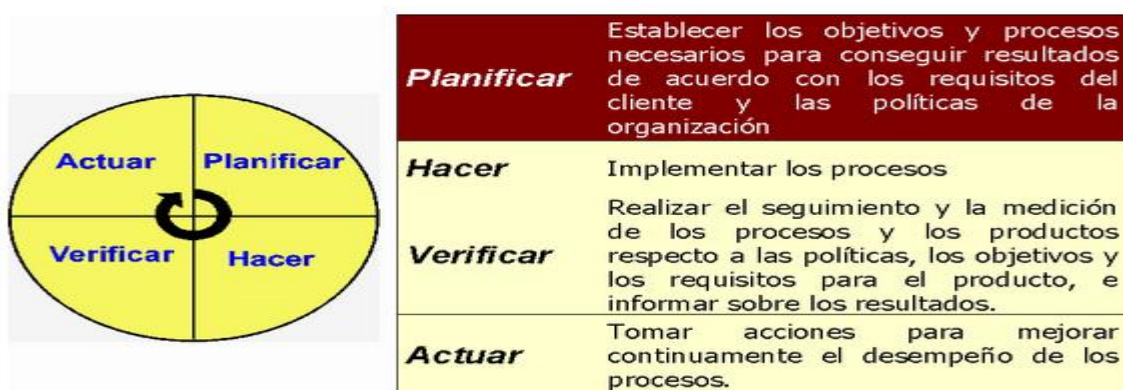 Actuar
Planificar
Verificar
Hacer
Planificar
Establecer los objetivos y procesos
necesarios para conseguir resultados
de acuerdo con los requisitos del
cliente y las políticas de la
organización
Hacer
Implementar los procesos
Verificar
Realizar el seguimiento y la medición
de los procesos y los productos
respecto a las políticas, los objetivos y
los requisitos para el producto, e
informar sobre los resultados.
Actuar
Tomar acciones para mejorar
continuamente el desempeño de los
procesos.